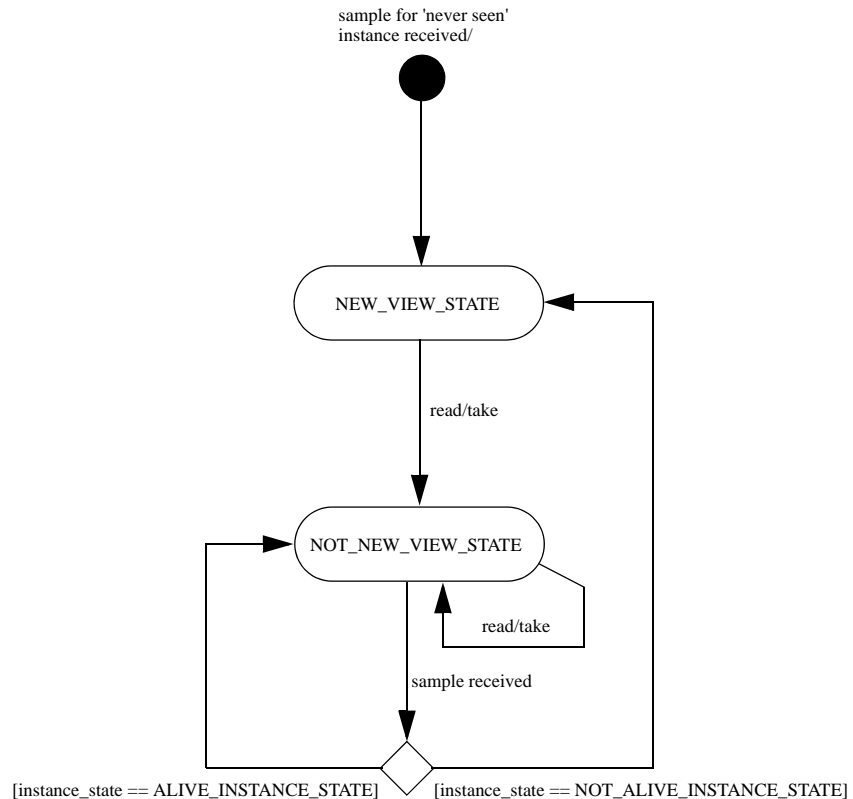 sample for 'never seen'
instance received/
NEW_VIEW_STATE
read/take
NOT_NEW_VIEW_STATE
read/take
sample received
[instance_state == ALIVE_INSTANCE_STATE]
[instance_state == NOT_ALIVE_INSTANCE_STATE]